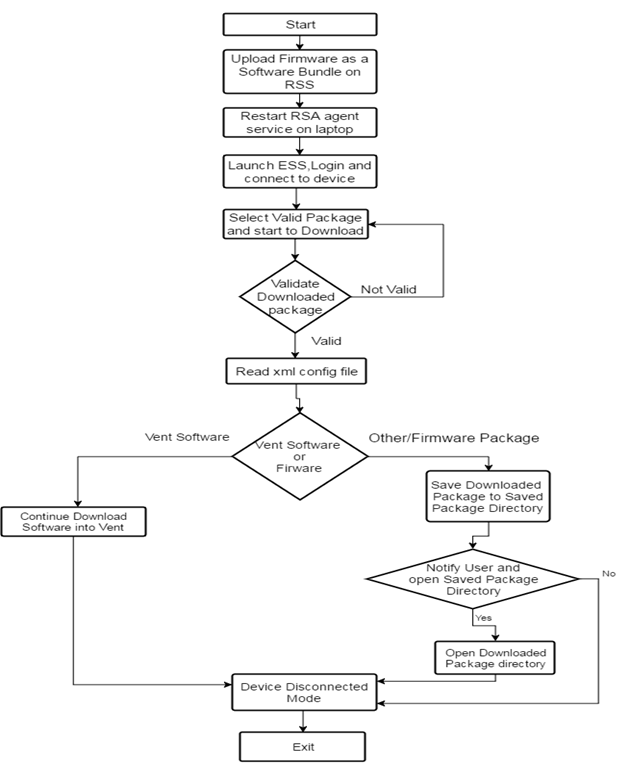 Start
Upload Firmware as a
Software Bundle on
RSS
Restart RSA agent
service on laptop
Launch ESS,Login and
connect to device
Select Valid Package
and start to Download
Validate
Downloaded
package
Not Valid
Valid
Read xml config file
Vent Software
Other/Firmware Package
Vent Software
or
Firware
Save Downloaded
Package to Saved
Package Directory
Continue Download
Software into Vent
Notify User and
open Saved Package
Directory
No
Yes
Open Downloaded
Package directory
Device Disconnected
Mode
Exit